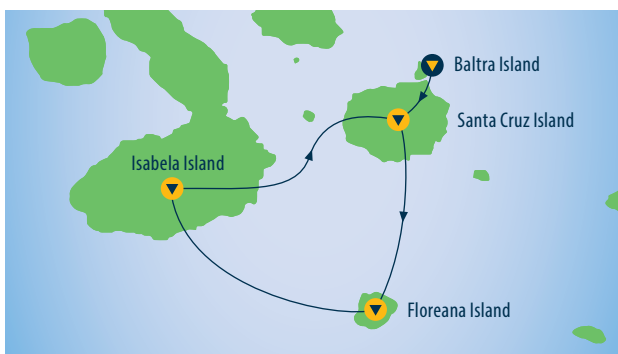 Baltra Island
Santa Cruz Island
Isabela Island
Floreana Island